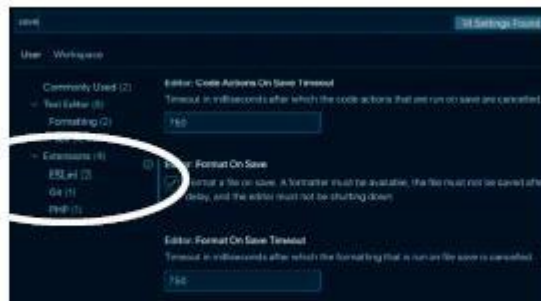 save
14 Settings Found
User Workspace
Commonly Used (2)
Text Editor (8)
Formatting (2)
Extensions (4)
ESLint (2)
Git (1)
PHP (1)
Editor: Code Actions On Save Timeout
Timeout in milliseconds after which the code actions that are run on save are cancelled.
750
Editor: Format On Save
Format a file on save. A formatter must be available, the file must not be saved after
delay, and the editor must not be shutting down
Editor: Format On Save Timeout
Timeout in milliseconds after which the formatting that is run on file save is cancelled.
750